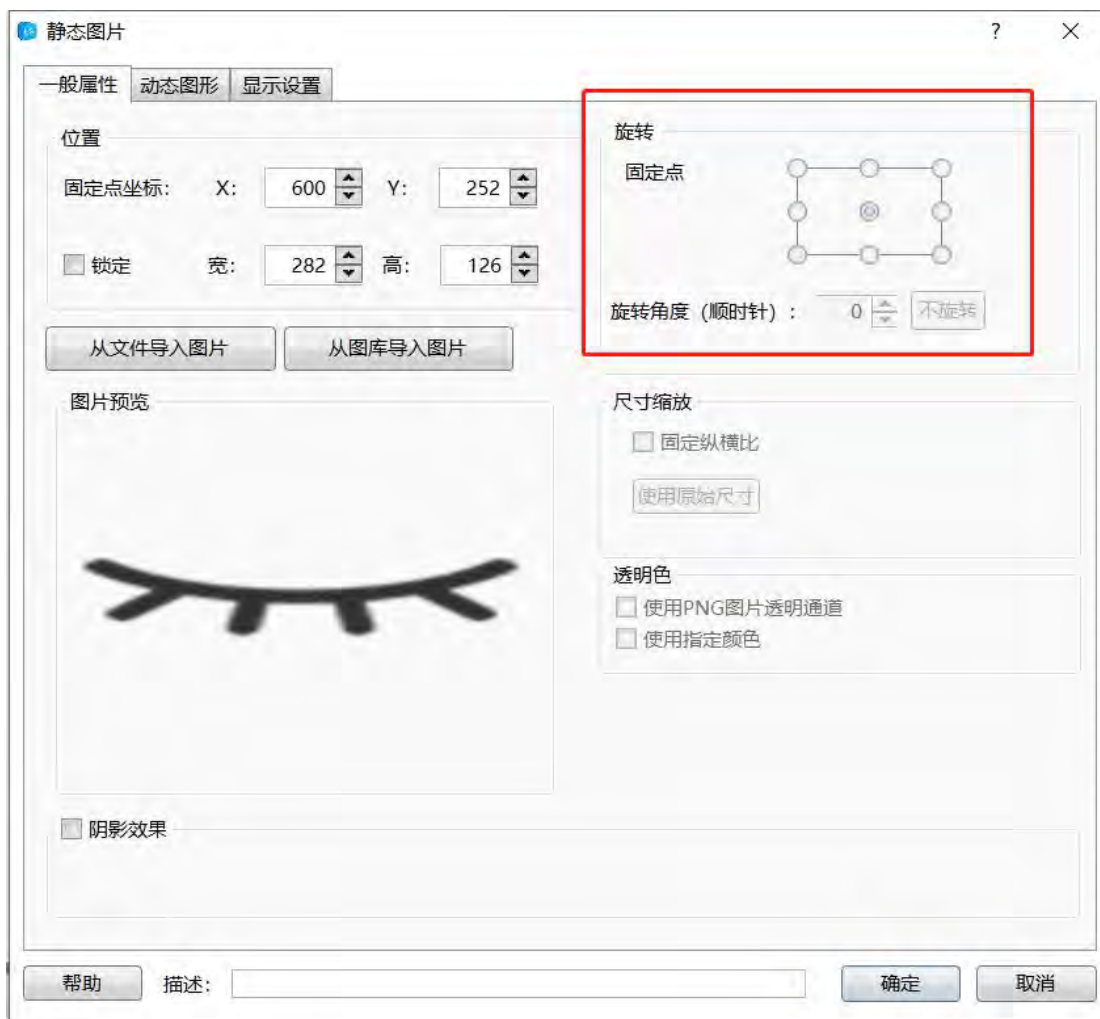 静态图片
?
一般属性 动态图形 显示设置
位置
固定点坐标： X: 600 Y: 252
锁定 宽: 282 高: 126
旋转
固定点
旋转角度（顺时针）： 0 不旋转
从文件导入图片 从图库导入图片
图片预览
尺寸缩放
固定纵横比
使用原始尺寸
透明色
使用PNG图片透明通道
使用指定颜色
阴影效果
帮助 描述: 确定 取消